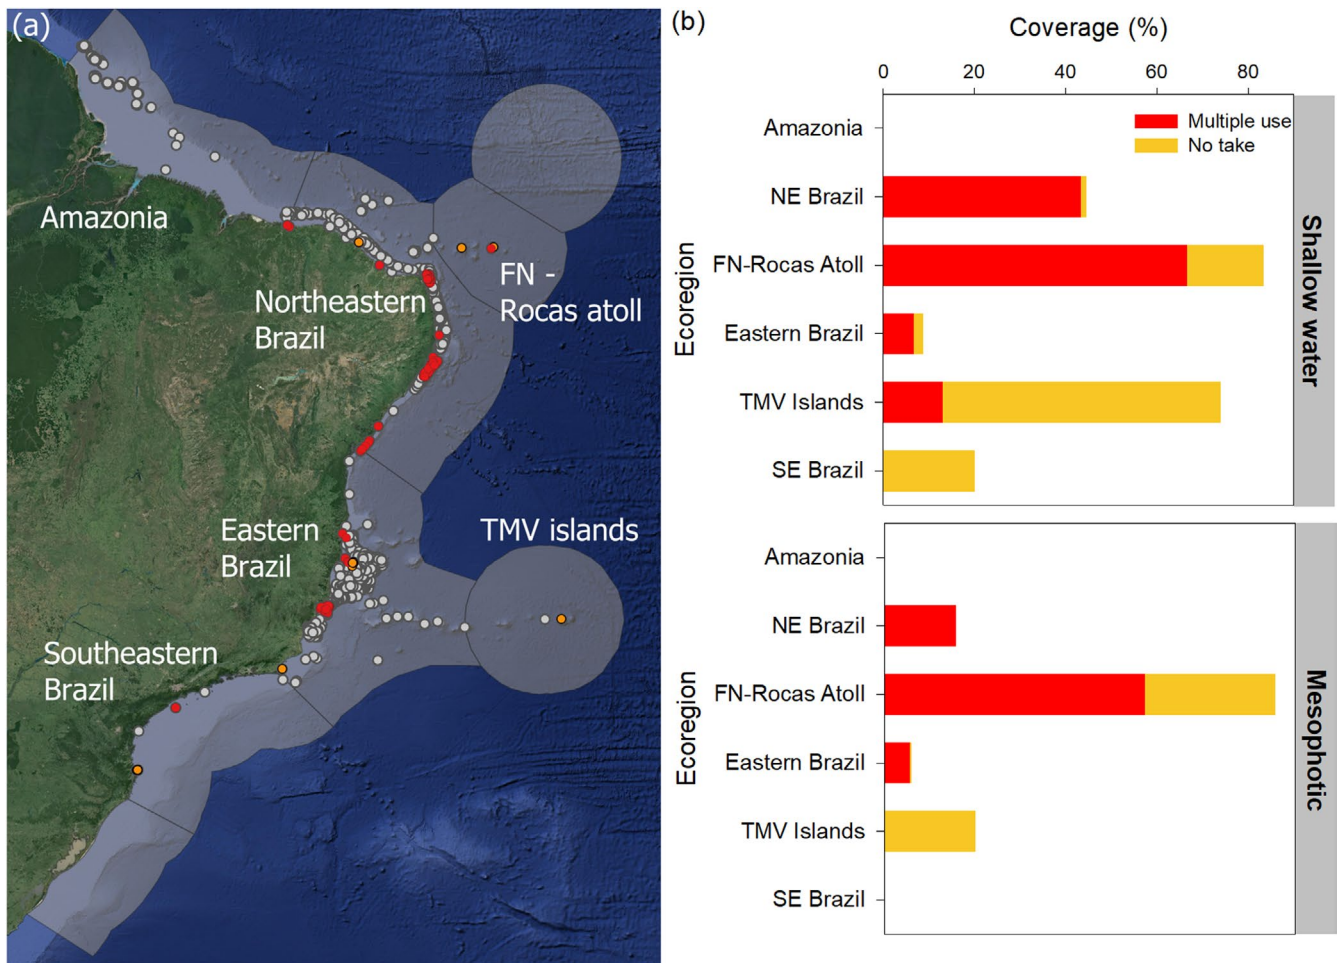 (a)
Amazonia
Northeastern
Brazil
FN -
Rocas atoll
Eastern
Brazil
TMV islands
Southeastern
Brazil
(b)
Coverage (%)
0 20 40 60 80
Multiple use
No take
Ecoregion
Amazonia
NE Brazil
FN-Rocas Atoll
Eastern Brazil
TMV Islands
SE Brazil
Shallow water
Ecoregion
Amazonia
NE Brazil
FN-Rocas Atoll
Eastern Brazil
TMV Islands
SE Brazil
Mesophotic